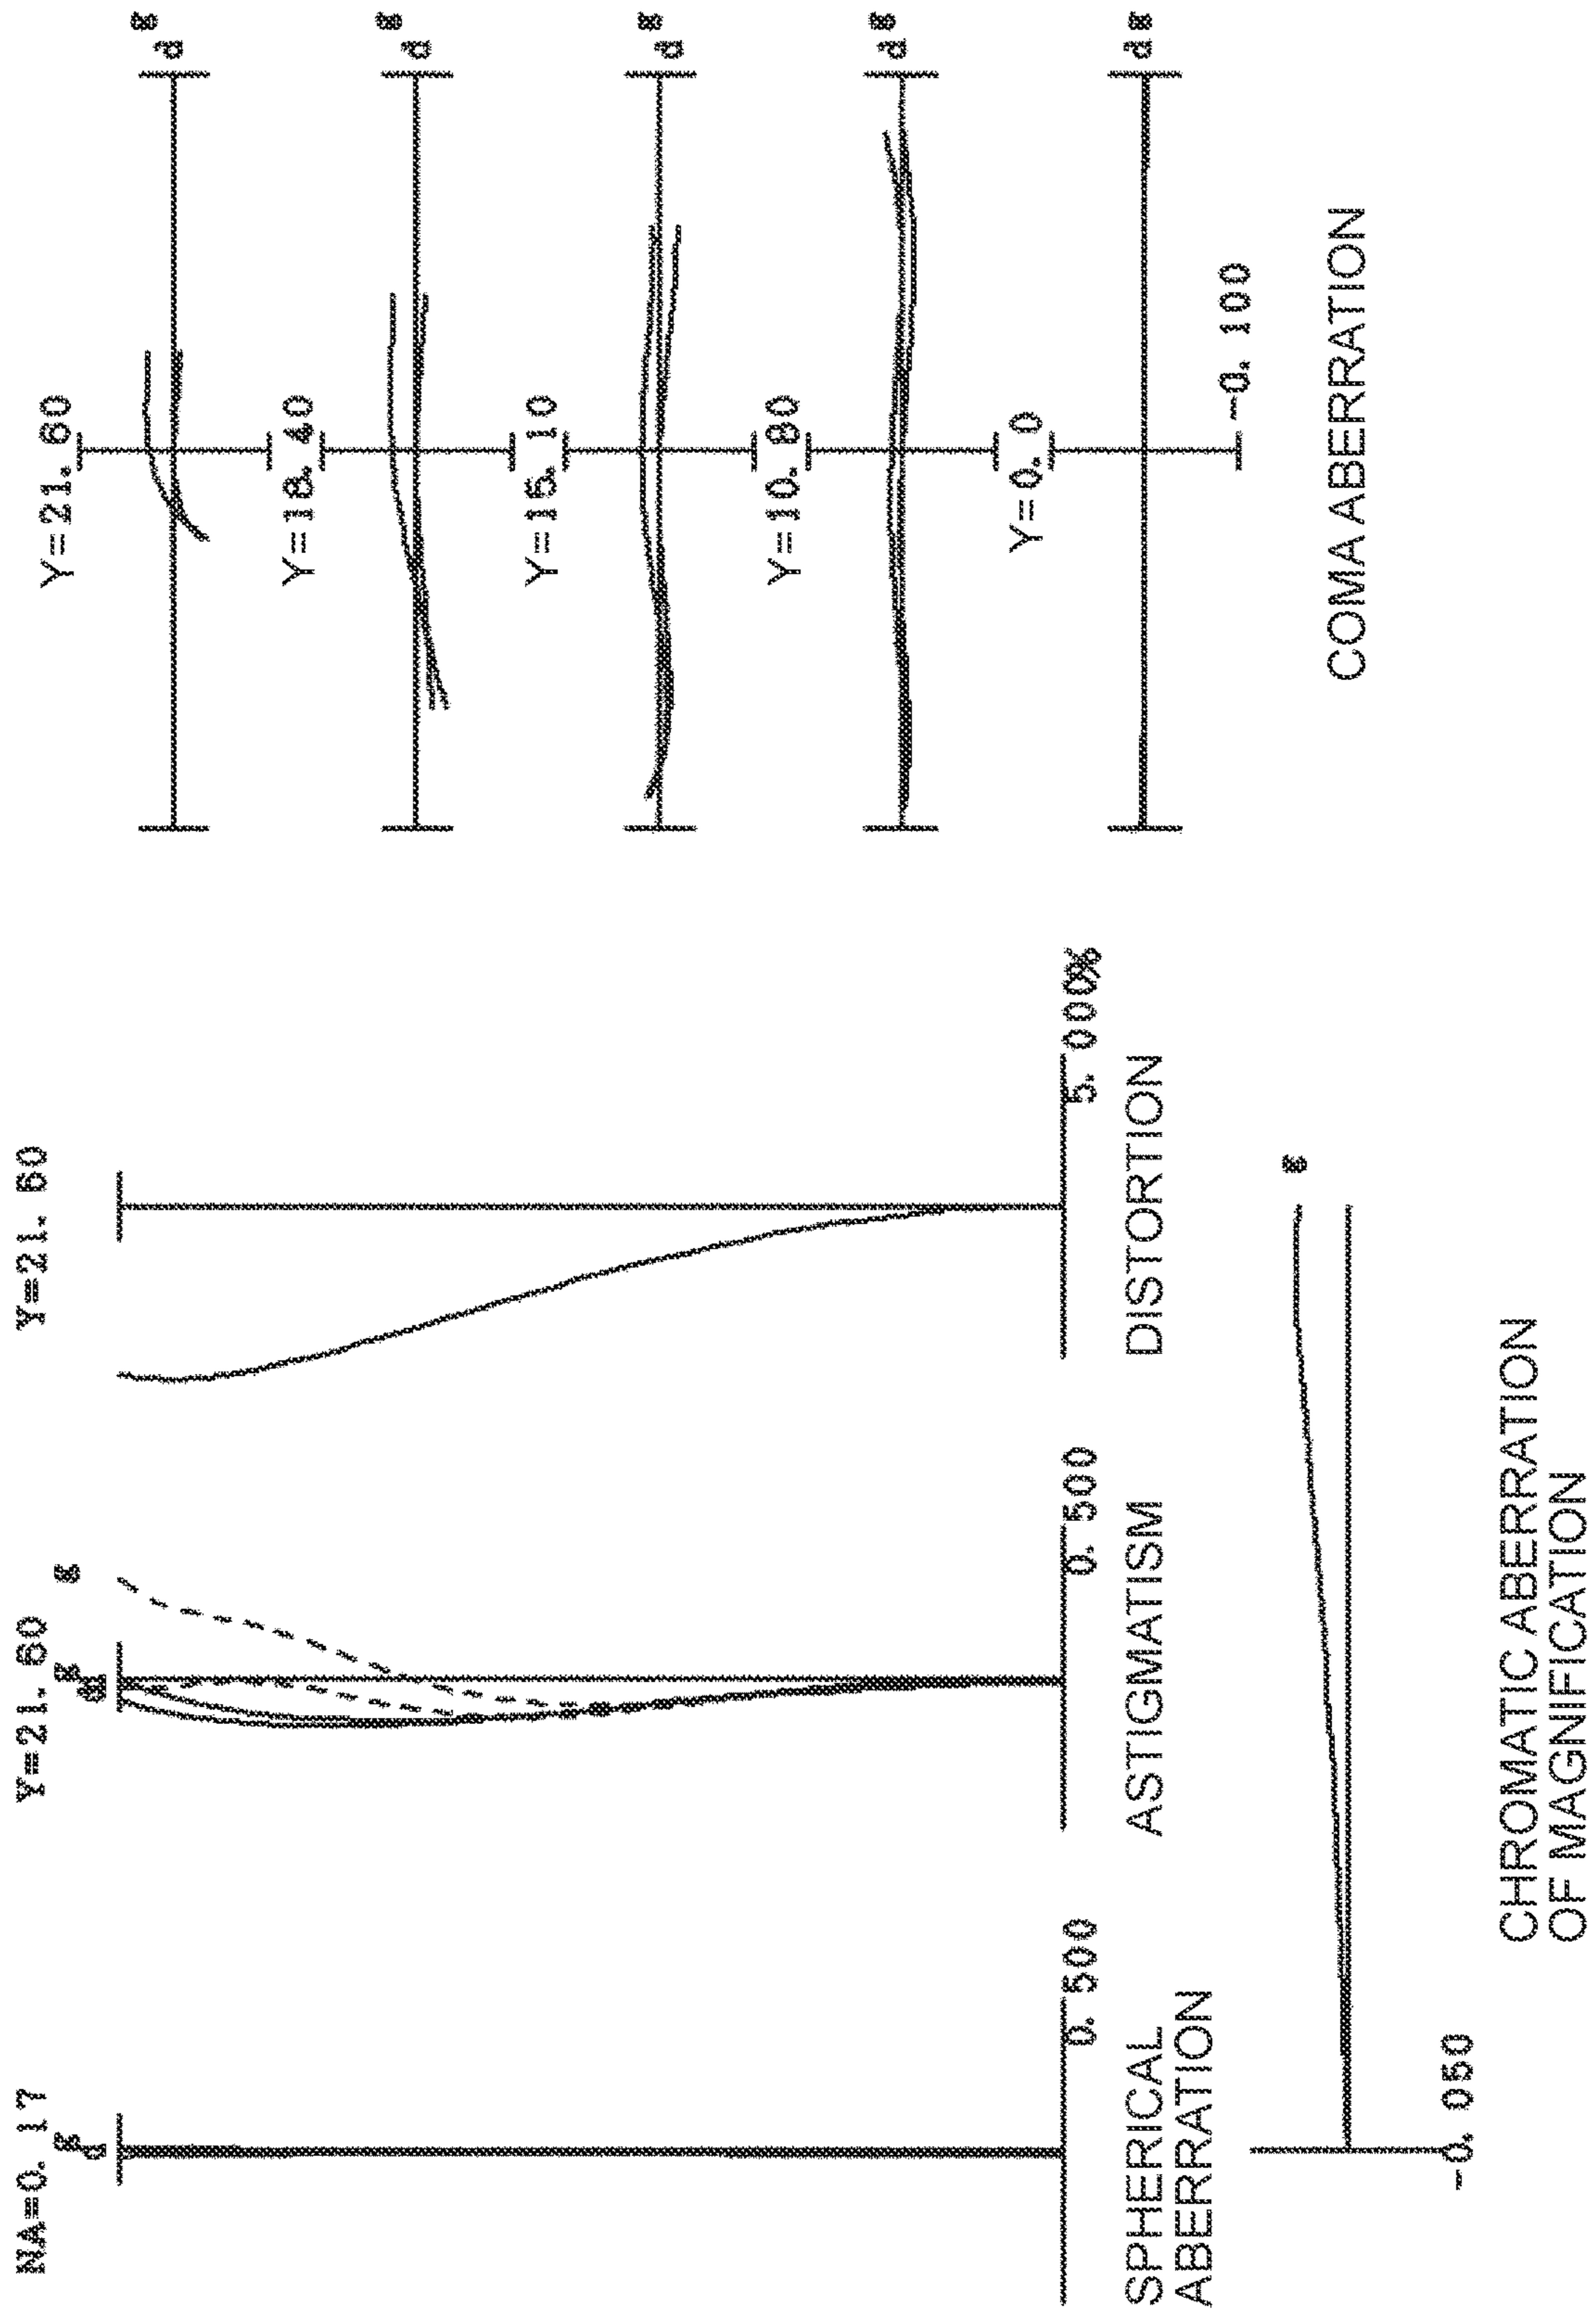 NA=0. 17
g
d
0. 500
SPHERICAL
ABERRATION
Y=21. 60
g
d
g
0. 500
ASTIGMATISM
Y=21. 60
5. 000%
DISTORTION
g
-0. 050
CHROMATIC ABERRATION
OF MAGNIFICATION
Y=21. 60
g
d
Y=18. 40
g
d
Y=15. 10
g
d
Y=10. 80
g
d
Y=0. 0
g
d
-0. 100
COMA ABERRATION